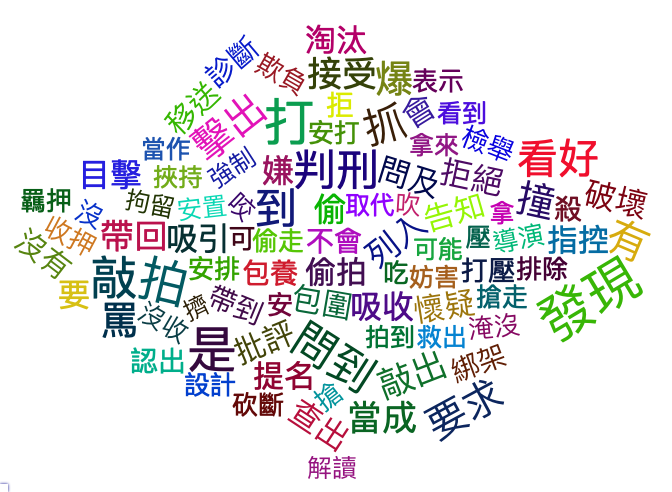 淘汰
診斷
欺負
接受
爆
表示
移送
擊出
打
拒
安打
抓
會
看到
當作
拿來
檢舉
看好
目擊
挾持
強制
嫌
判刑
問及
拒絕
羈押
沒
拘留
安置
咬
到
偷
取代
吹
告知
拿
撞
殺
破壞
沒有
收押
帶回
吸引
可
偷走
不會
列入
可能
壓
導演
指控
有
要
敲
拍
安排
包養
偷拍
吃
妨害
打壓
排除
發現
罵
沒收
擠
帶到
安
包圍
吸收
懷疑
搶走
認出
是
批評
問到
拍到
救出
淹沒
設計
提名
敲出
綁架
砍斷
搶
查出
當成
要求
解讀